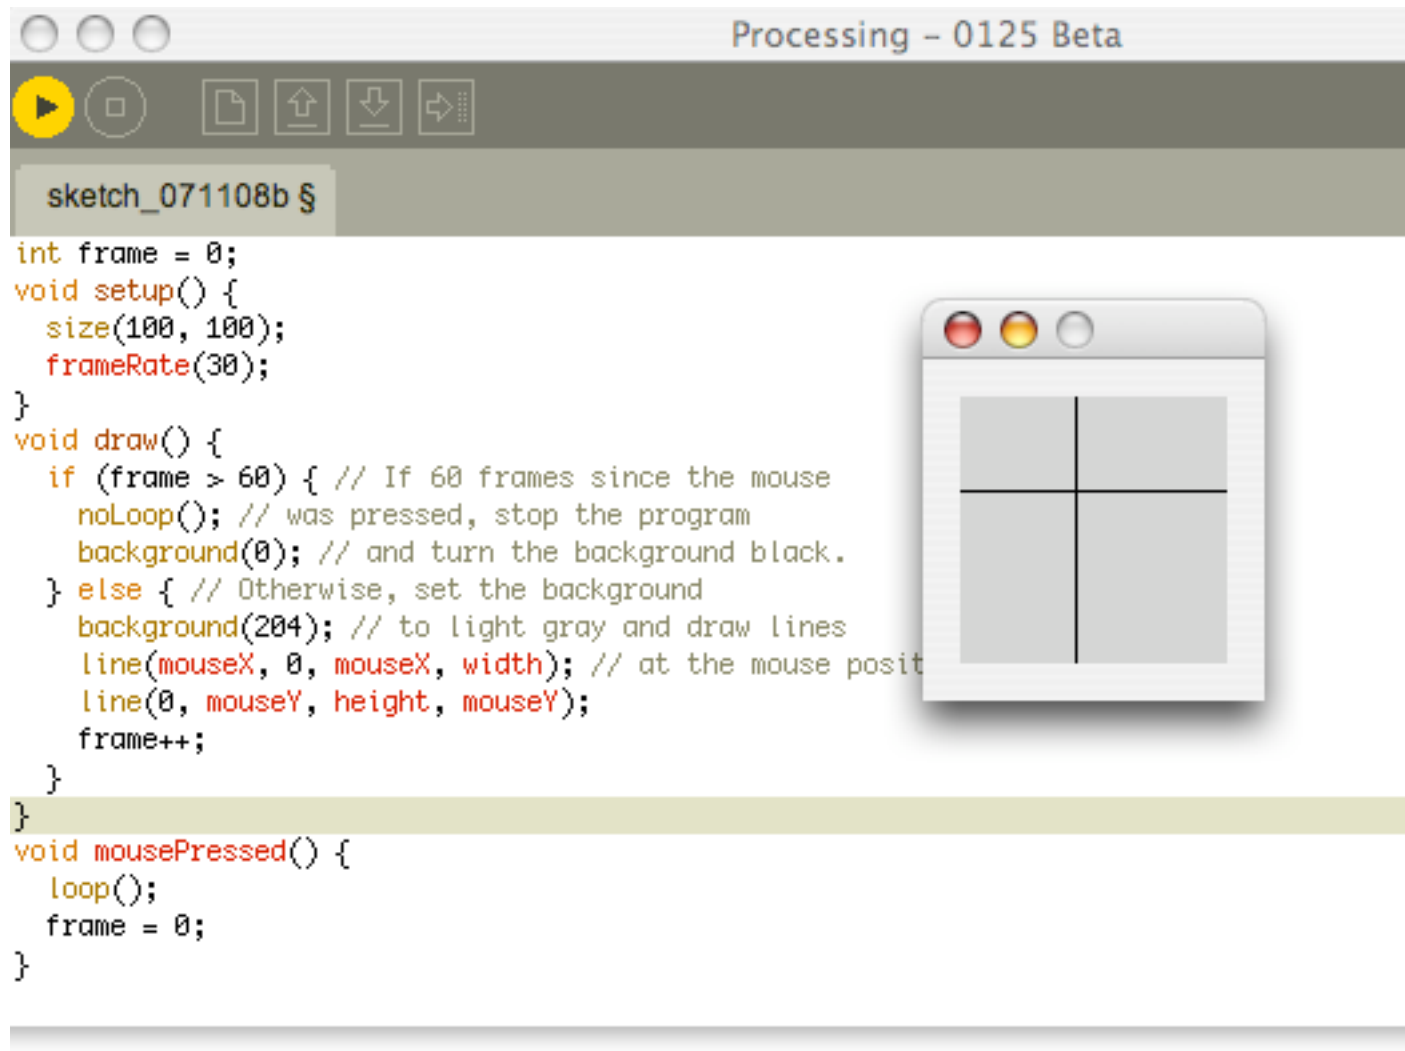 Processing – 0125 Beta
sketch_071108b §
int frame = 0;
void setup() {
  size(100, 100);
  frameRate(30);
}
void draw() {
  if (frame > 60) { // If 60 frames since the mouse
    noLoop(); // was pressed, stop the program
    background(0); // and turn the background black.
  } else { // Otherwise, set the background
    background(204); // to light gray and draw lines
    line(mouseX, 0, mouseX, width); // at the mouse posit
    line(0, mouseY, height, mouseY);
    frame++;
  }
}
void mousePressed() {
  loop();
  frame = 0;
}